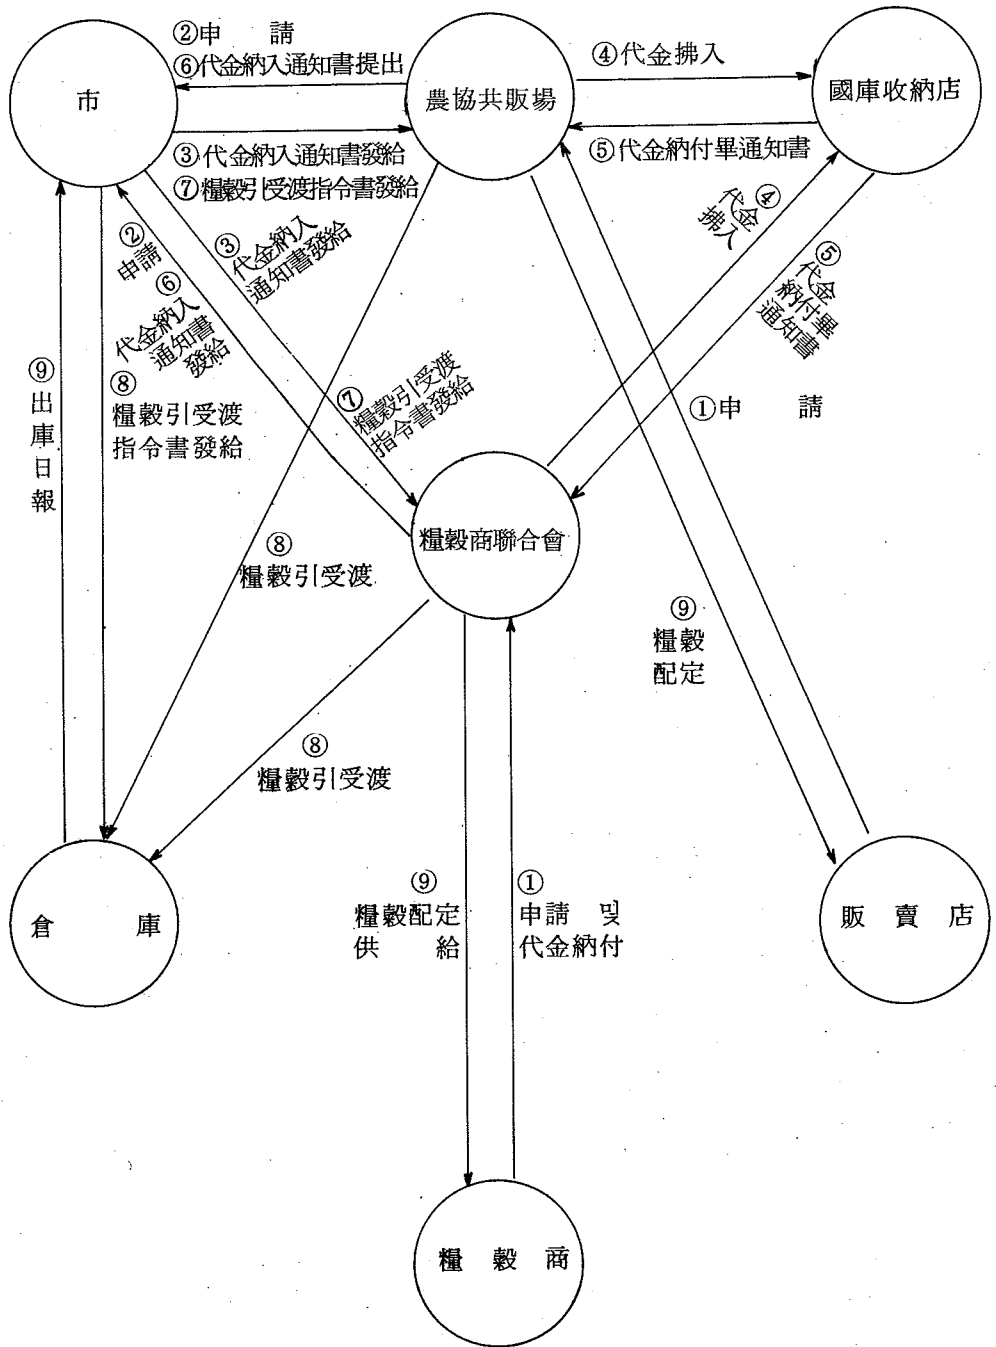 ②申 請
⑥代金納入通知書提出
④代金拂入
市
農協共販場
國庫收納店
③代金納入通知書發給
⑦糧穀引受渡指令書發給
⑤代金納付畢通知書
④
代金
拂入
②
申請
③
代金納入
通知書發給
⑥
代金納入
通知書
發給
⑤
代金
納付畢
通知書
⑨
出
庫
日
報
⑧
糧穀引受渡
指令書發給
⑦
糧穀引受渡
指令書發給
①申 請
糧穀商聯合會
⑧
糧穀引受渡
⑨
糧穀
配定
⑧
糧穀引受渡
⑨
糧穀配定
供 給
①
申請 및
代金納付
倉 庫
販 賣 店
糧 穀 商